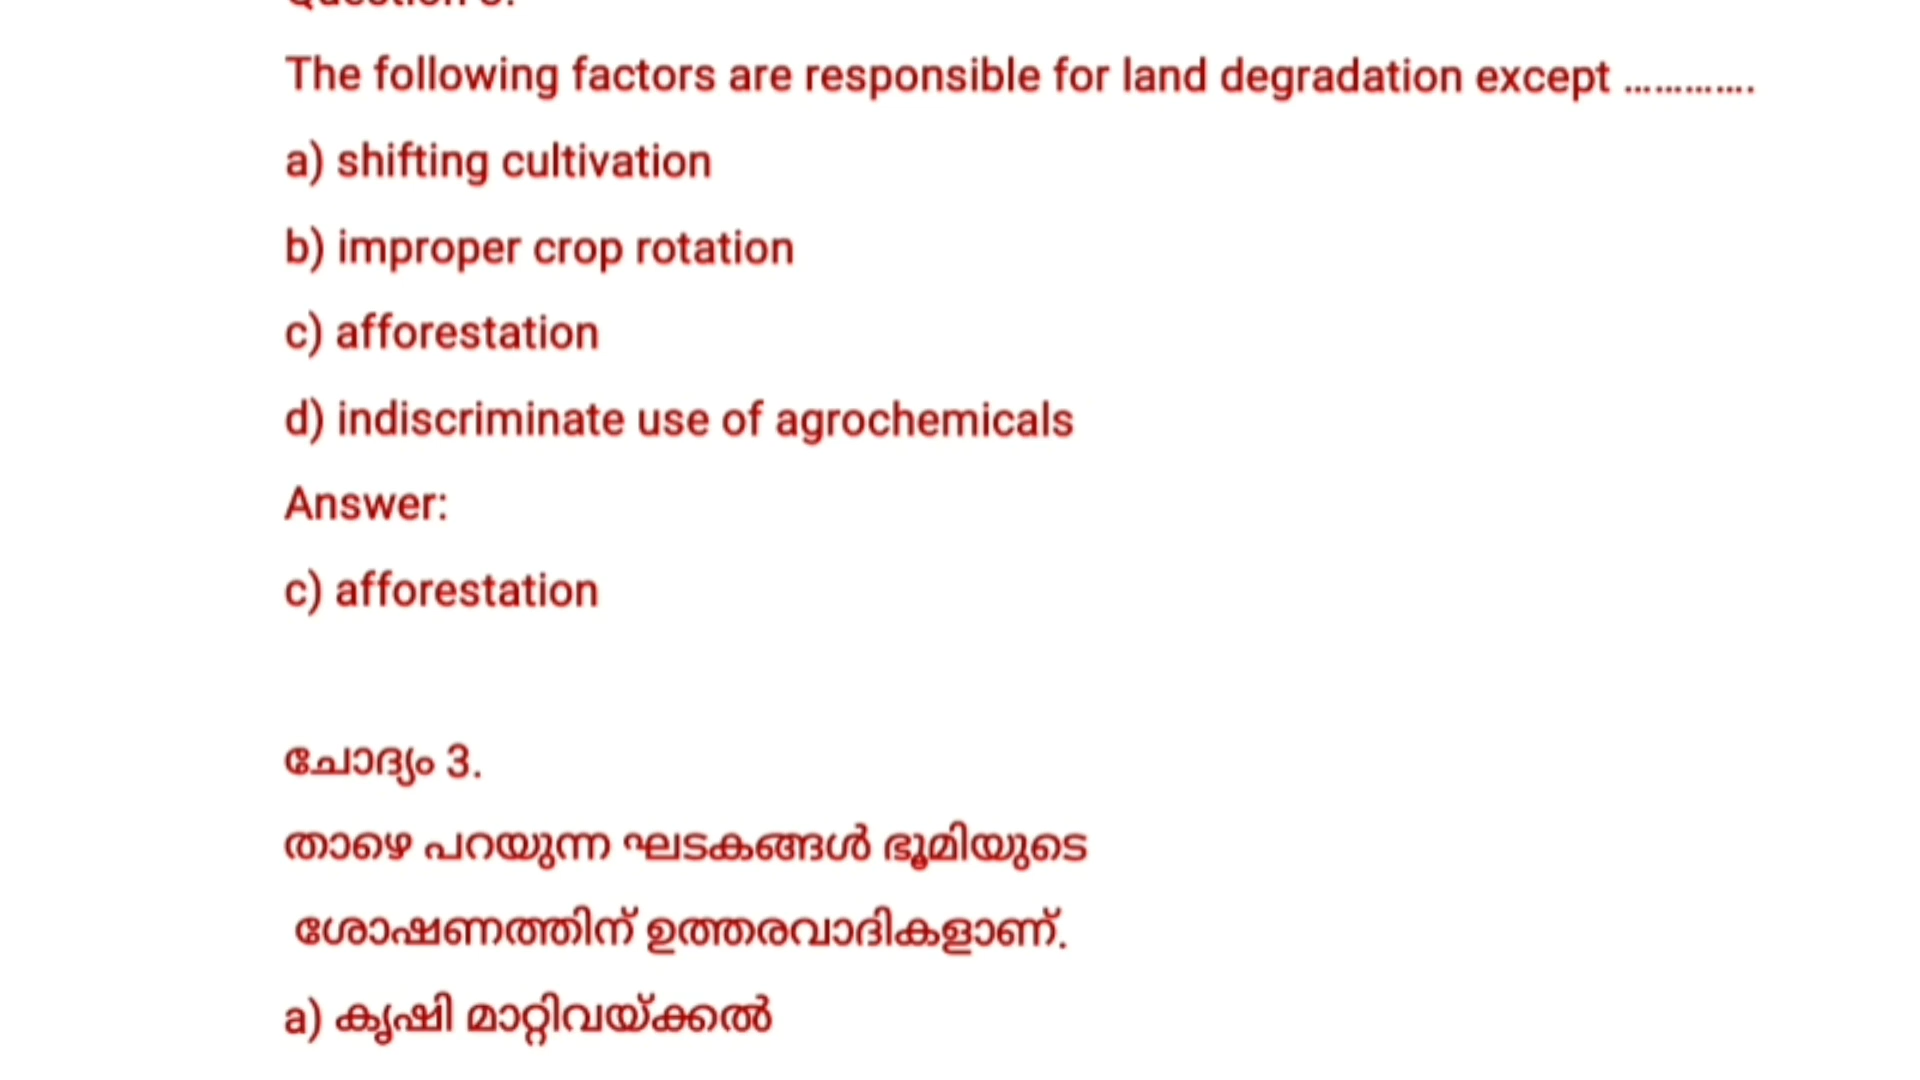 The following factors are responsible for land degradation except ………….
a) shifting cultivation
b) improper crop rotation
c) afforestation
d) indiscriminate use of agrochemicals
Answer:
c) afforestation
ചോദ്യം 3.
താഴെ പറയുന്ന ഘടകങ്ങൾ ഭൂമിയുടെ
ശോഷണത്തിന് ഉത്തരവാദികളാണ്.
a) കൃഷി മാറ്റിവയ്ക്കൽ